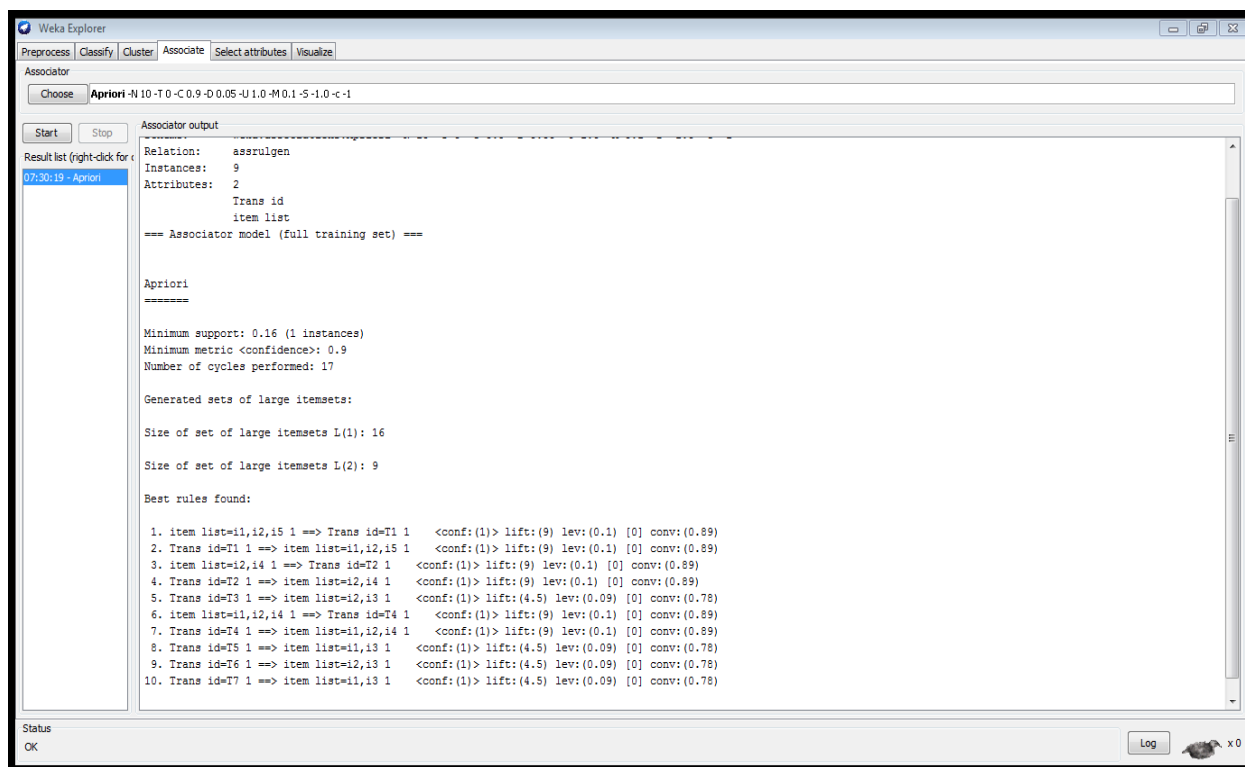 Weka Explorer
Preprocess Classify Cluster Associate Select attributes Visualize
Associator
Choose Apriori -N 10 -T 0 -C 0.9 -D 0.05 -U 1.0 -M 0.1 -S -1.0 -c -1
Start Stop
Result list (right-click for
07:30:19 - Apriori
Associator output
Relation: assrulgen
Instances: 9
Attributes: 2
Trans id
item list
=== Associator model (full training set) ===
Apriori
=======
Minimum support: 0.16 (1 instances)
Minimum metric <confidence>: 0.9
Number of cycles performed: 17
Generated sets of large itemsets:
Size of set of large itemsets L(1): 16
Size of set of large itemsets L(2): 9
Best rules found:
1. item list=i1,i2,i5 1 ==> Trans id=T1 1 <conf:(1)> lift:(9) lev:(0.1) [0] conv:(0.89)
2. Trans id=T1 1 ==> item list=i1,i2,i5 1 <conf:(1)> lift:(9) lev:(0.1) [0] conv:(0.89)
3. item list=i2,i4 1 ==> Trans id=T2 1 <conf:(1)> lift:(9) lev:(0.1) [0] conv:(0.89)
4. Trans id=T2 1 ==> item list=i2,i4 1 <conf:(1)> lift:(9) lev:(0.1) [0] conv:(0.89)
5. Trans id=T3 1 ==> item list=i2,i3 1 <conf:(1)> lift:(4.5) lev:(0.09) [0] conv:(0.78)
6. item list=i1,i2,i4 1 ==> Trans id=T4 1 <conf:(1)> lift:(9) lev:(0.1) [0] conv:(0.89)
7. Trans id=T4 1 ==> item list=i1,i2,i4 1 <conf:(1)> lift:(9) lev:(0.1) [0] conv:(0.89)
8. Trans id=T5 1 ==> item list=i1,i3 1 <conf:(1)> lift:(4.5) lev:(0.09) [0] conv:(0.78)
9. Trans id=T6 1 ==> item list=i2,i3 1 <conf:(1)> lift:(4.5) lev:(0.09) [0] conv:(0.78)
10. Trans id=T7 1 ==> item list=i1,i3 1 <conf:(1)> lift:(4.5) lev:(0.09) [0] conv:(0.78)
Status
OK
Log x 0